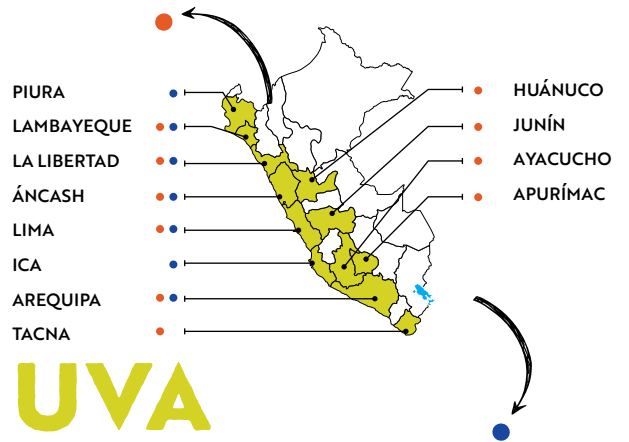 PIURA
LAMBAYEQUE
LA LIBERTAD
ÁNCASH
LIMA
ICA
AREQUIPA
TACNA
HUÁNUCO
JUNÍN
AYACUCHO
APURÍMAC
UVA